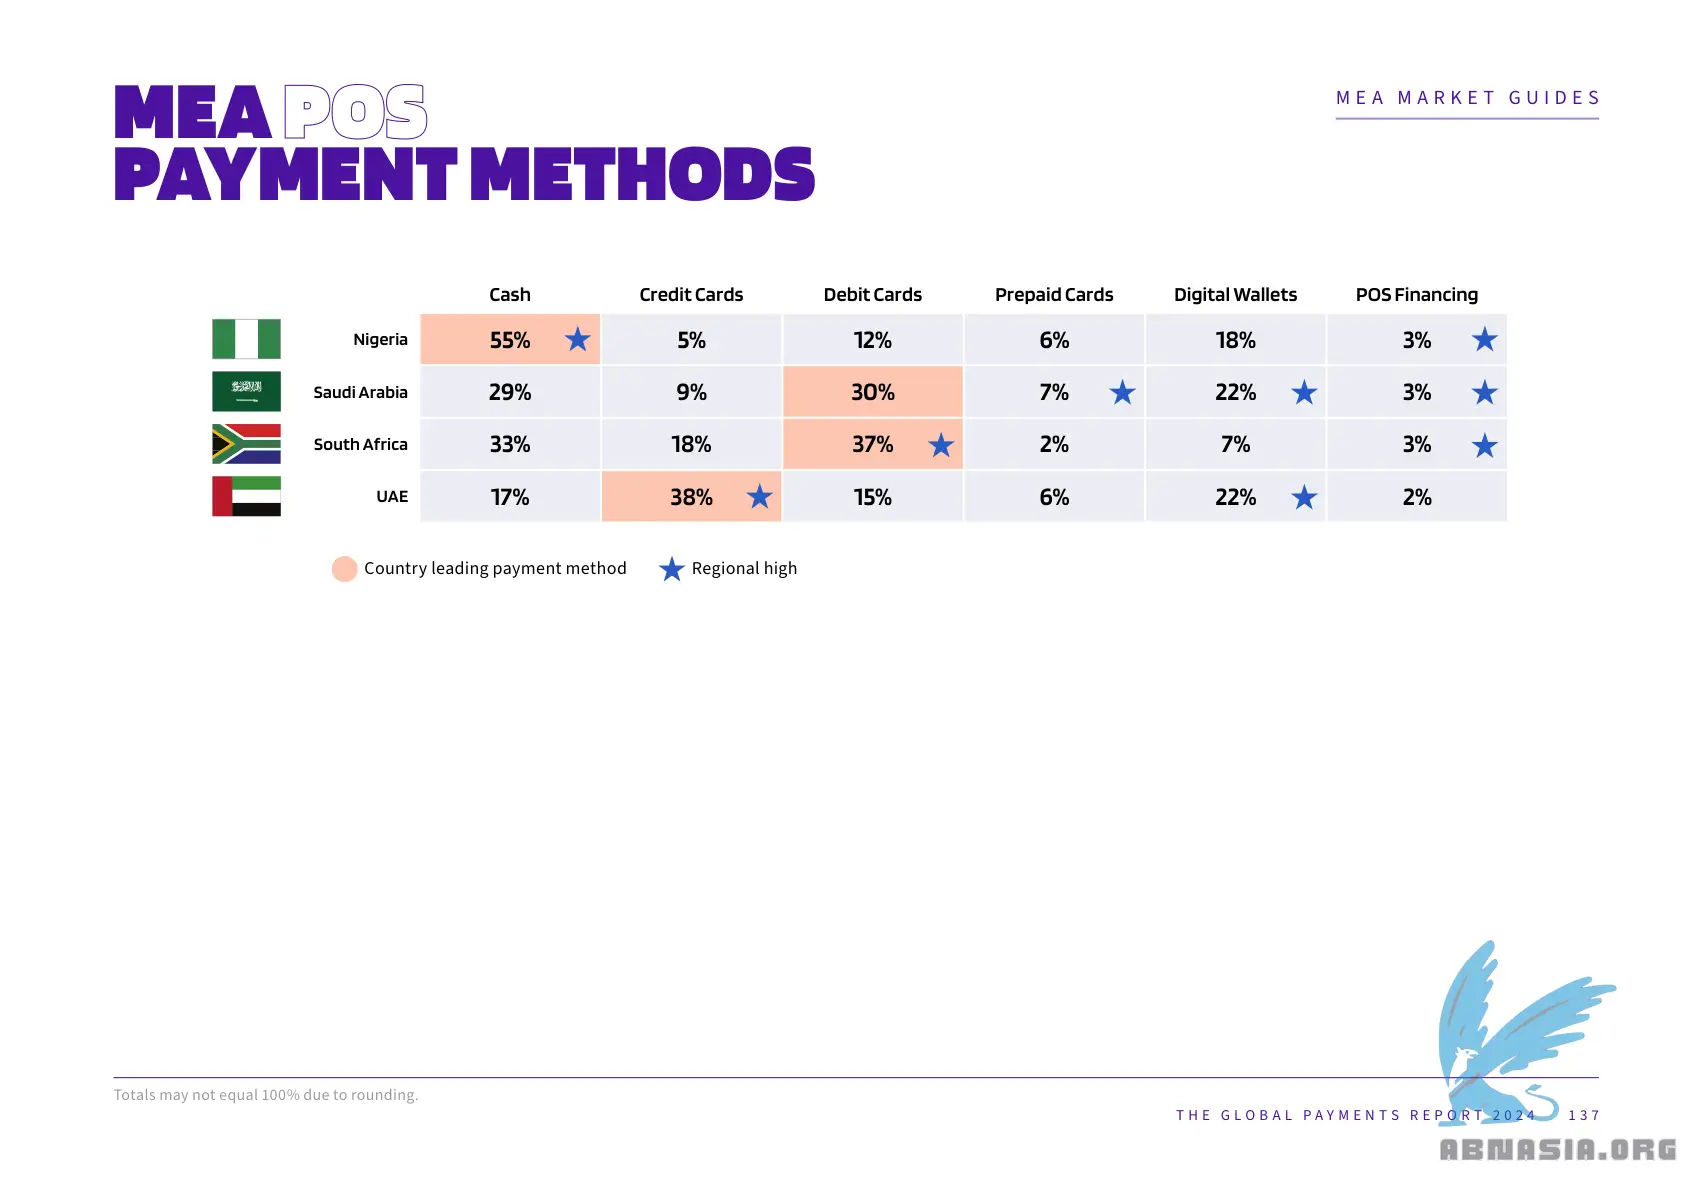 MEA POS
PAYMENT METHODS
MEA MARKET GUIDES
Cash Credit Cards Debit Cards Prepaid Cards Digital Wallets POS Financing
Nigeria 55% 5% 12% 6% 18% 3%
Saudi Arabia 29% 9% 30% 7% 22% 3%
South Africa 33% 18% 37% 2% 7% 3%
UAE 17% 38% 15% 6% 22% 2%
Country leading payment method Regional high
Totals may not equal 100% due to rounding.
THE GLOBAL PAYMENTS REPORT 2024 137
ABNASIA.ORG